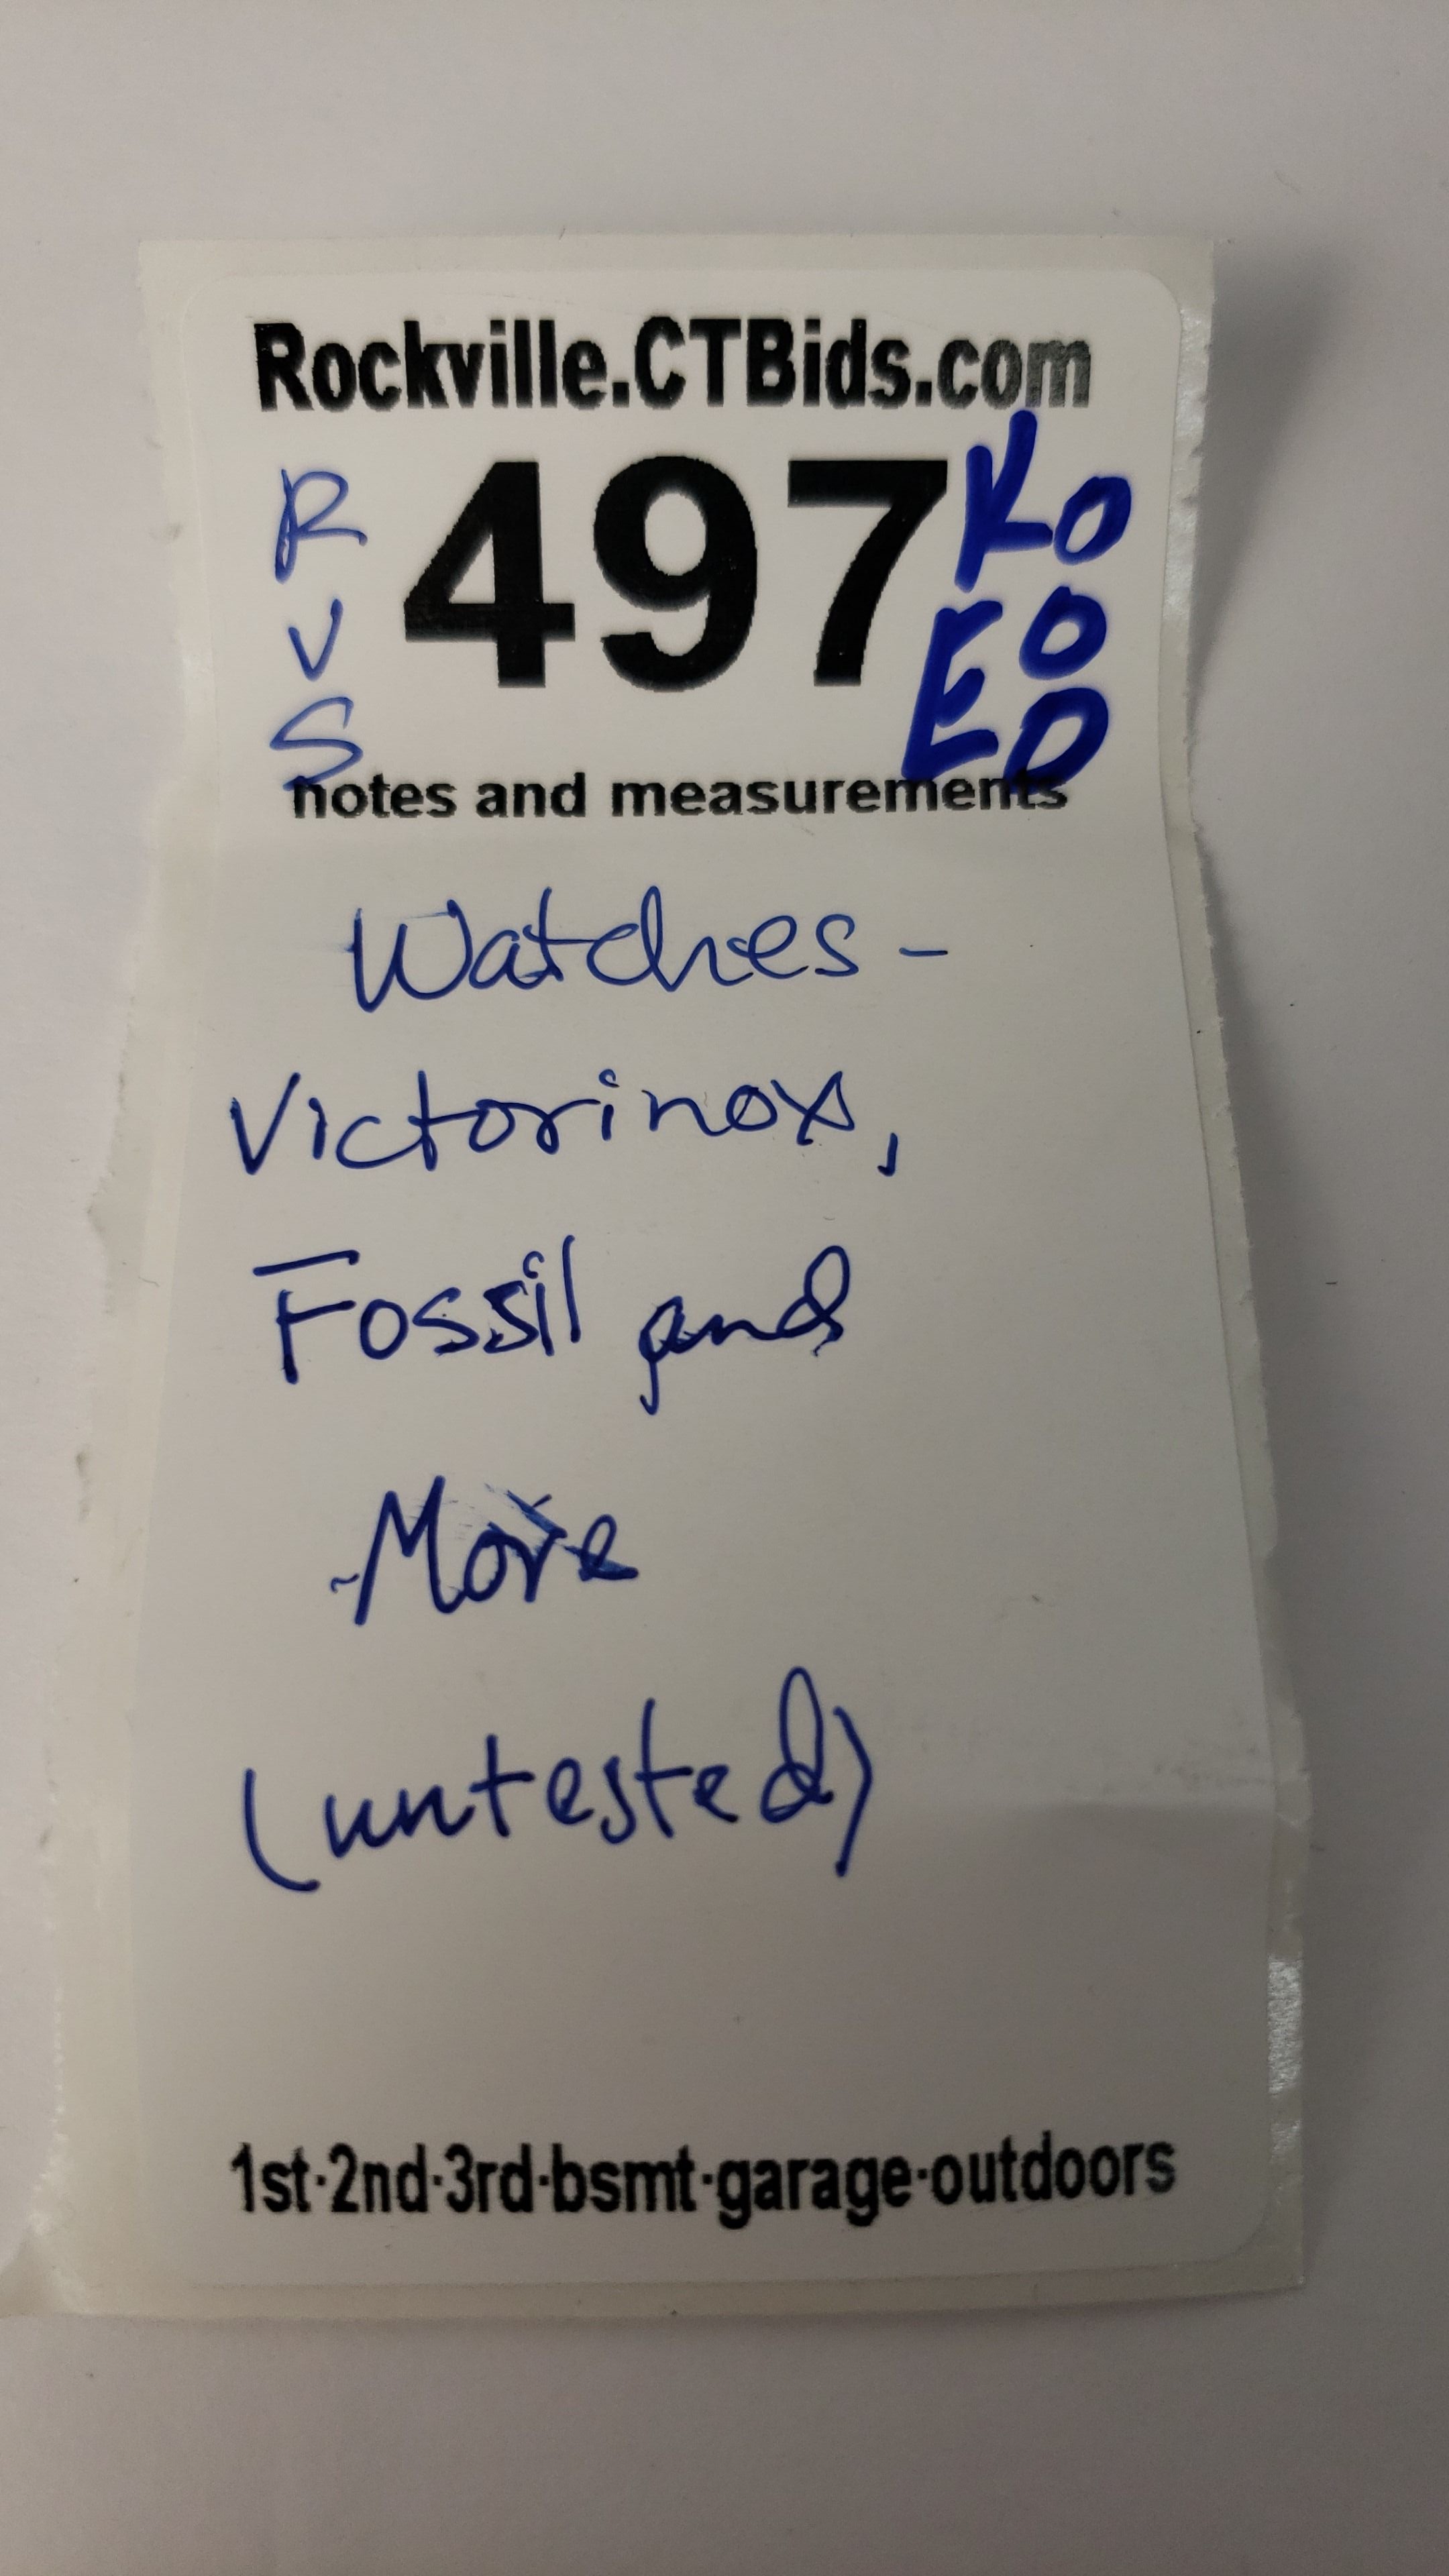 Rockville.CTBids.com
R
V
S
497
KO
EO
ED
notes and measurements
Watches -
Victorinox,
Fossil and
More
(untested)
1st·2nd·3rd·bsmt·garage·outdoors